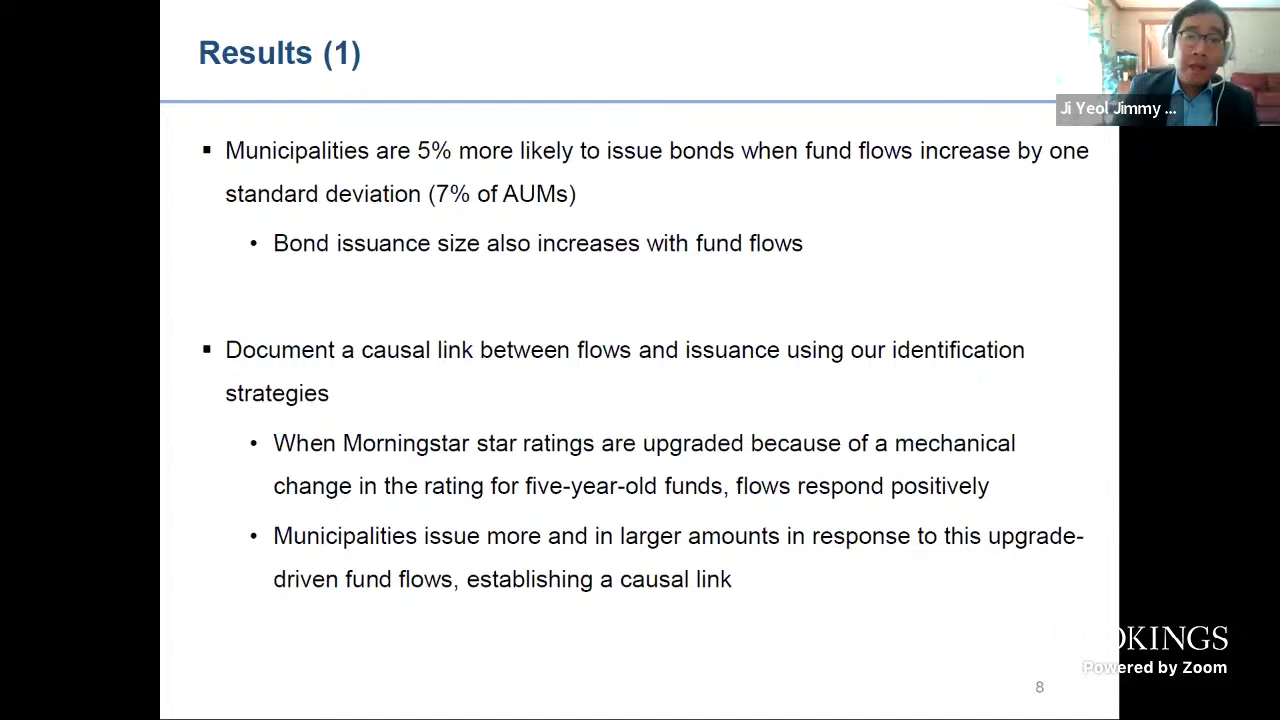 Results (1)
Ji Yeol Jimmy ...
▪ Municipalities are 5% more likely to issue bonds when fund flows increase by one
standard deviation (7% of AUMs)
• Bond issuance size also increases with fund flows
▪ Document a causal link between flows and issuance using our identification
strategies
• When Morningstar star ratings are upgraded because of a mechanical
change in the rating for five-year-old funds, flows respond positively
• Municipalities issue more and in larger amounts in response to this upgrade-
driven fund flows, establishing a causal link
OKINGS
Powered by Zoom
8